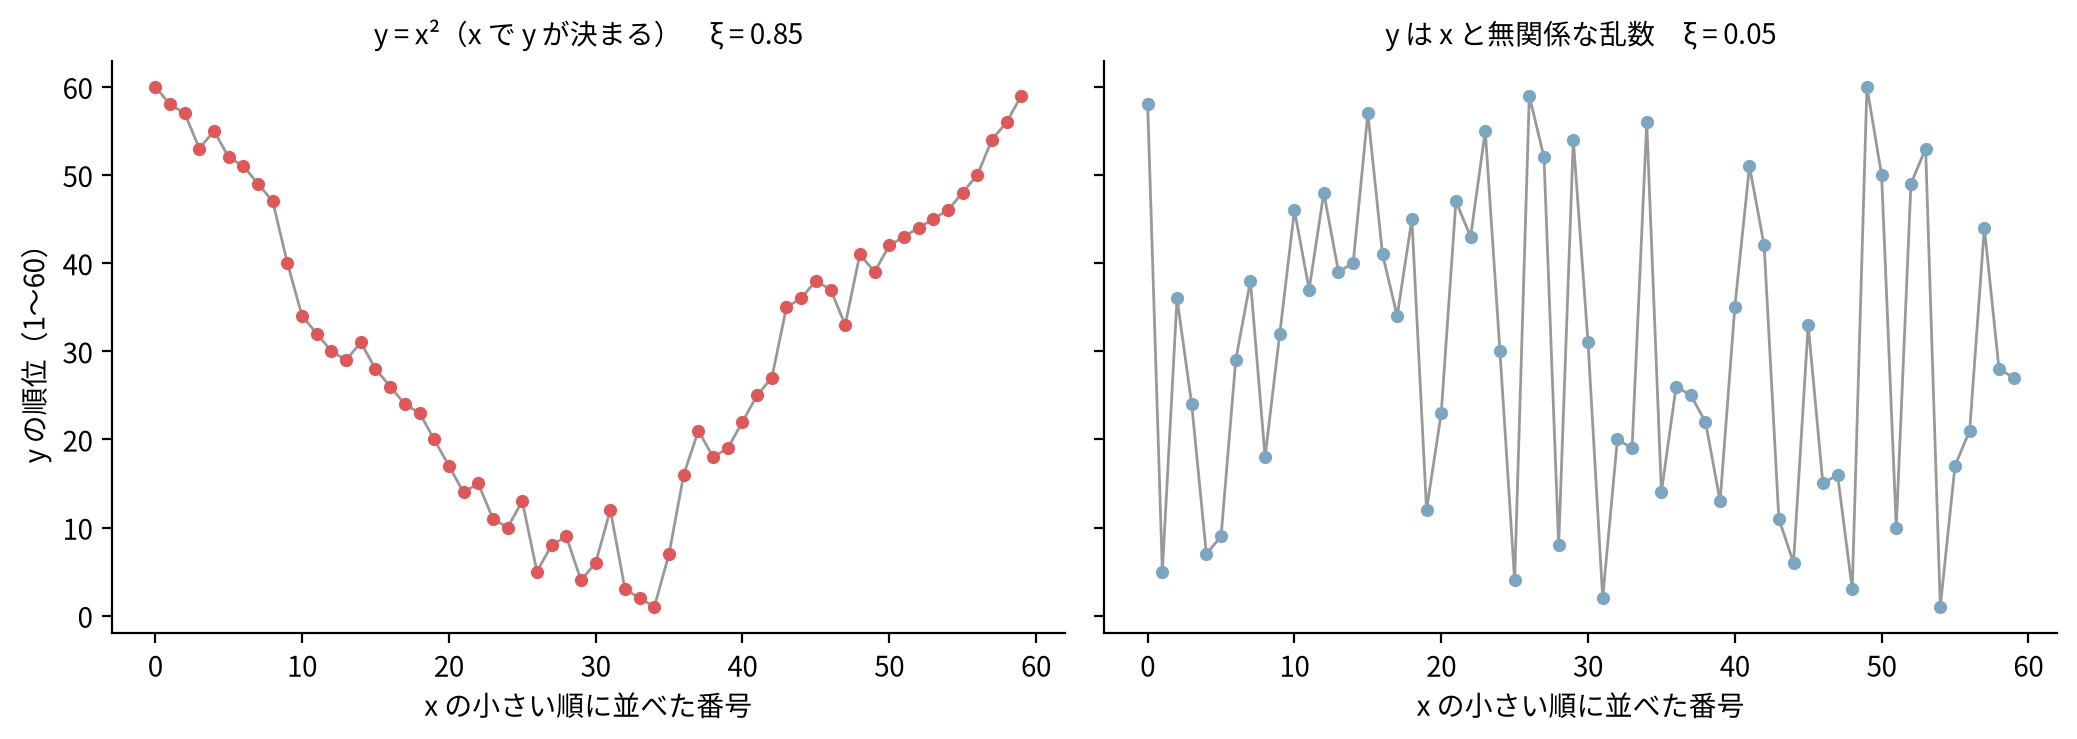 y = x²（x で y が決まる）　ξ = 0.85
60
50
40
30
20
10
0
y の順位（1〜60）
0 10 20 30 40 50 60
x の小さい順に並べた番号
y は x と無関係な乱数　ξ = 0.05
0 10 20 30 40 50 60
x の小さい順に並べた番号